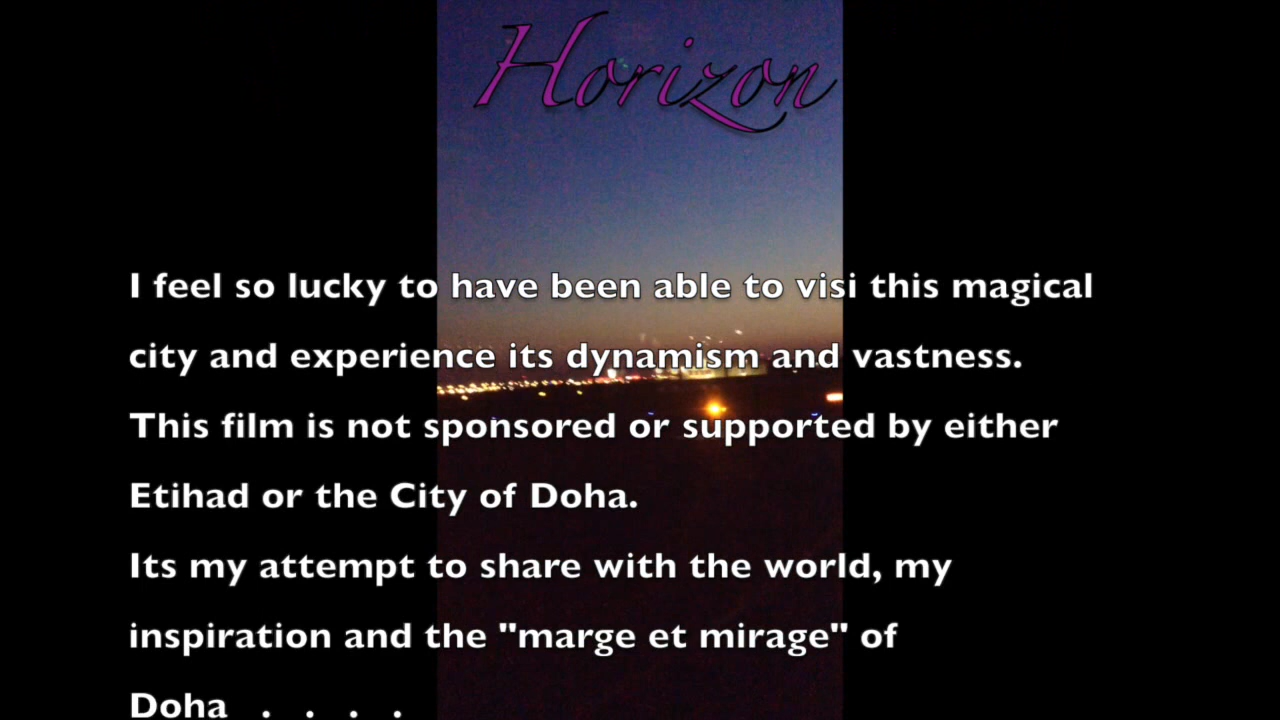 Horizon
I feel so lucky to have been able to visi this magical
city and experience its dynamism and vastness.
This film is not sponsored or supported by either
Etihad or the City of Doha.
Its my attempt to share with the world, my
inspiration and the "marge et mirage" of
Doha . . . .